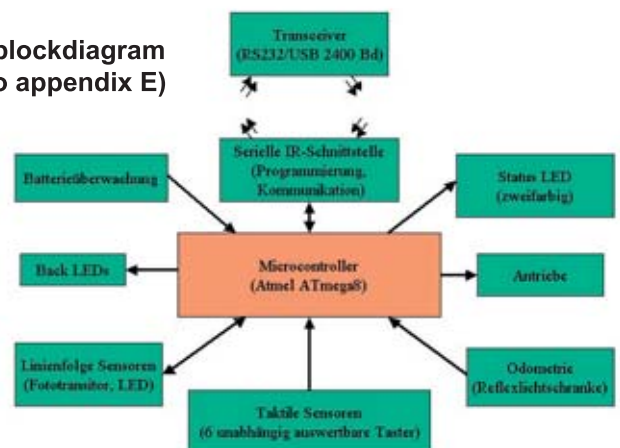 blockdiagram
appendix E)
Transceiver
(RS232/USB 2400 Bd)
Serielle IR-Schnittstelle
(Programmierung,
Kommunikation)
Batterieüberwachung
Status LED
(zweifarbig)
Back LEDs
Microcontroller
(Atmel ATmega8)
Antriebe
Linienfolge Sensoren
(Fototransitor, LED)
Odometrie
(Reflexlichtschranke)
Taktile Sensoren
(6 unabhängig auswertbare Taster)